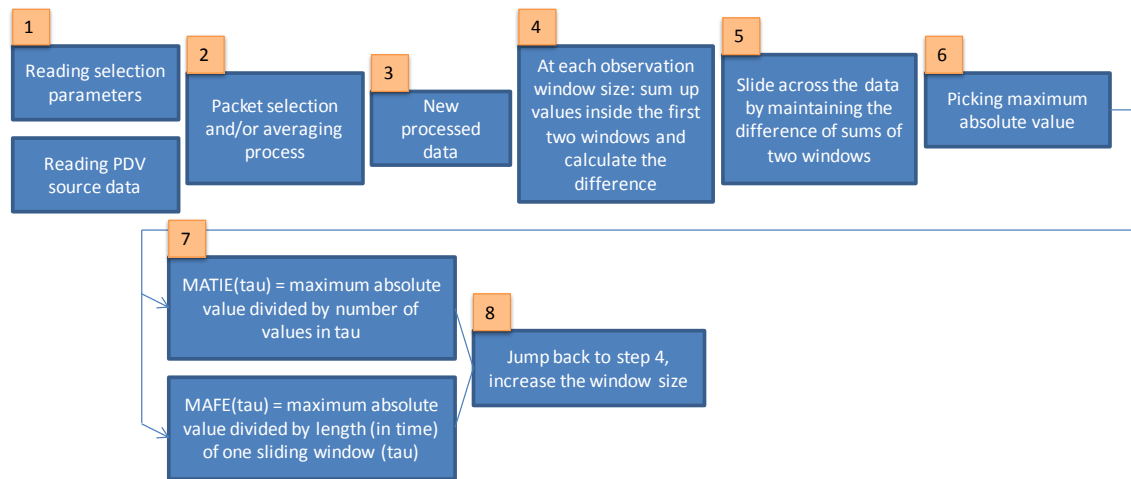 1
Reading selection
parameters
Reading PDV
source data
2
Packet selection
and/or averaging
process
3
New
processed
data
4
At each observation
window size: sum up
values inside the first
two windows and
calculate the
difference
5
Slide across the data
by maintaining the
difference of sums of
two windows
6
Picking maximum
absolute value
7
MATIE(tau) = maximum absolute
value divided by number of
values in tau
MAFE(tau) = maximum absolute
value divided by length (in time)
of one sliding window (tau)
8
Jump back to step 4,
increase the window size